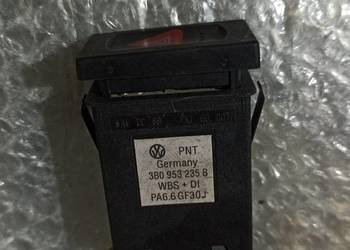 PNT
Germany
3B0 953 235 B
WBS + DI
PA6.6 GF30